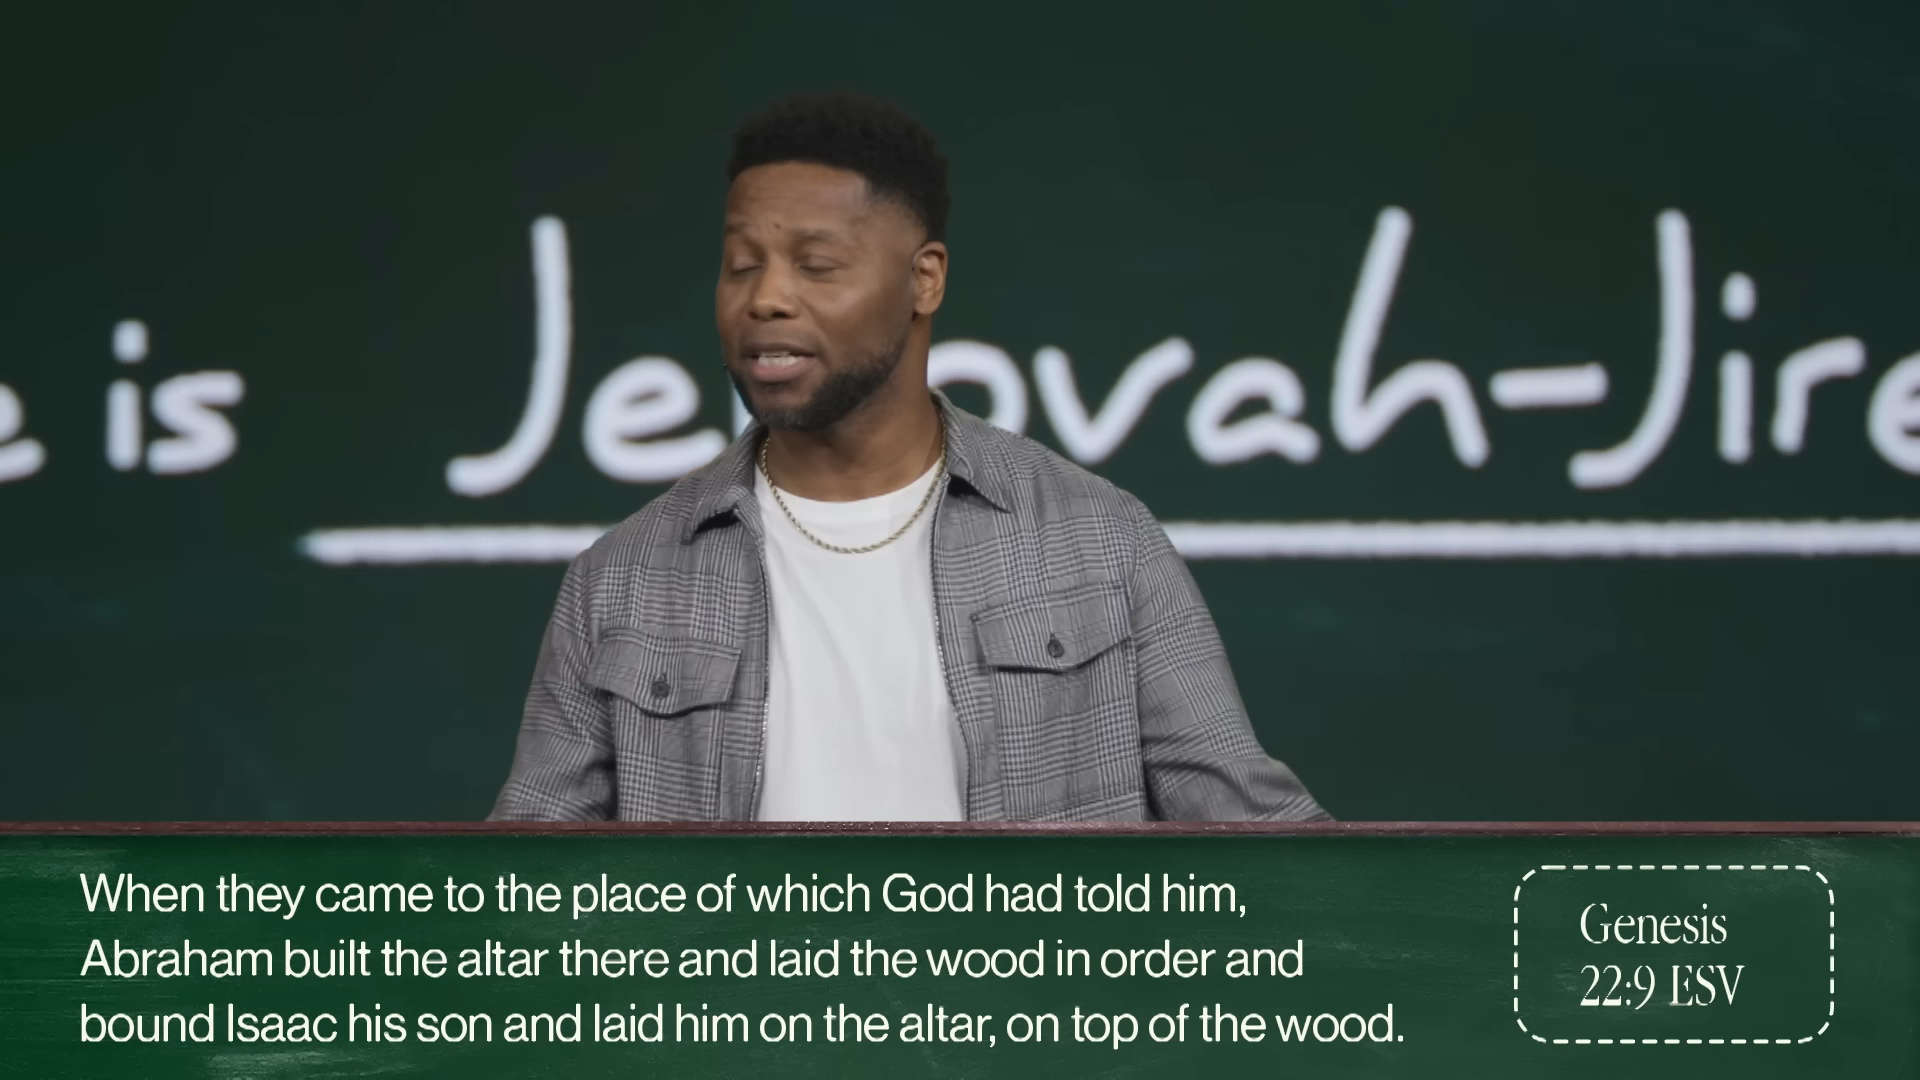 e is Jehovah-Jire
When they came to the place of which God had told him,
Abraham built the altar there and laid the wood in order and
bound Isaac his son and laid him on the altar, on top of the wood.
Genesis
22:9 ESV